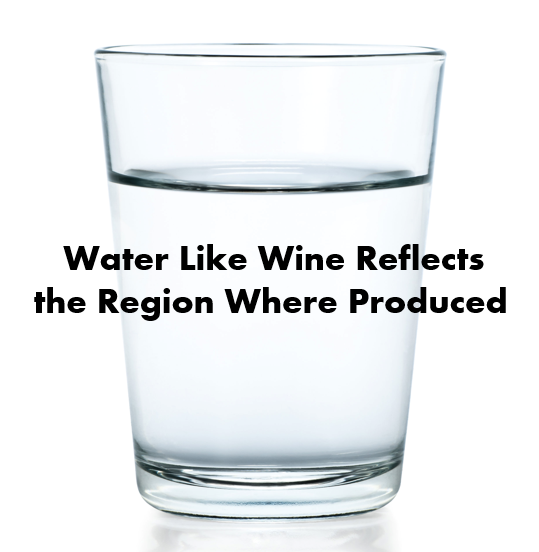 Water Like Wine Reflects
the Region Where Produced